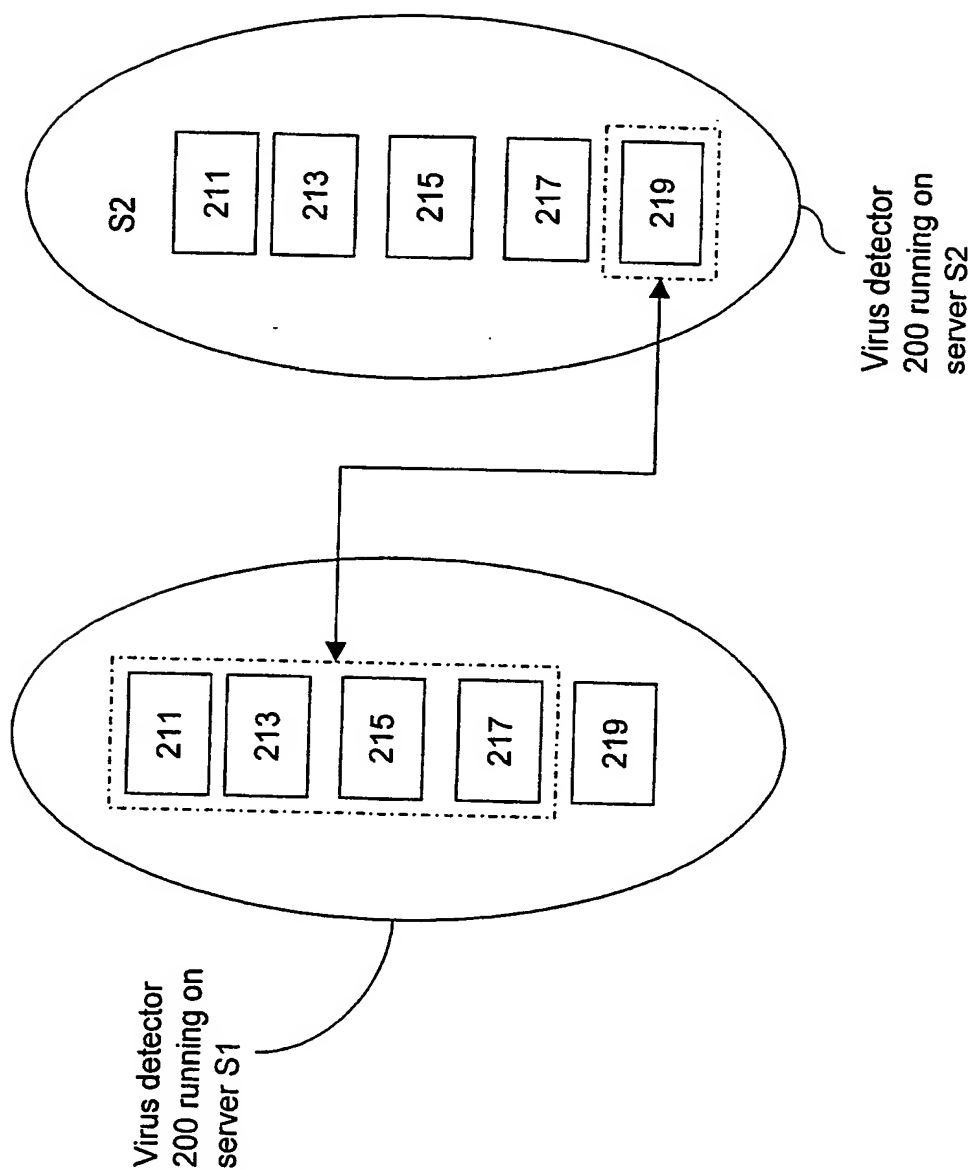 Virus detector
200 running on
server S1
211
213
215
217
219
S2
211
213
215
217
219
Virus detector
200 running on
server S2